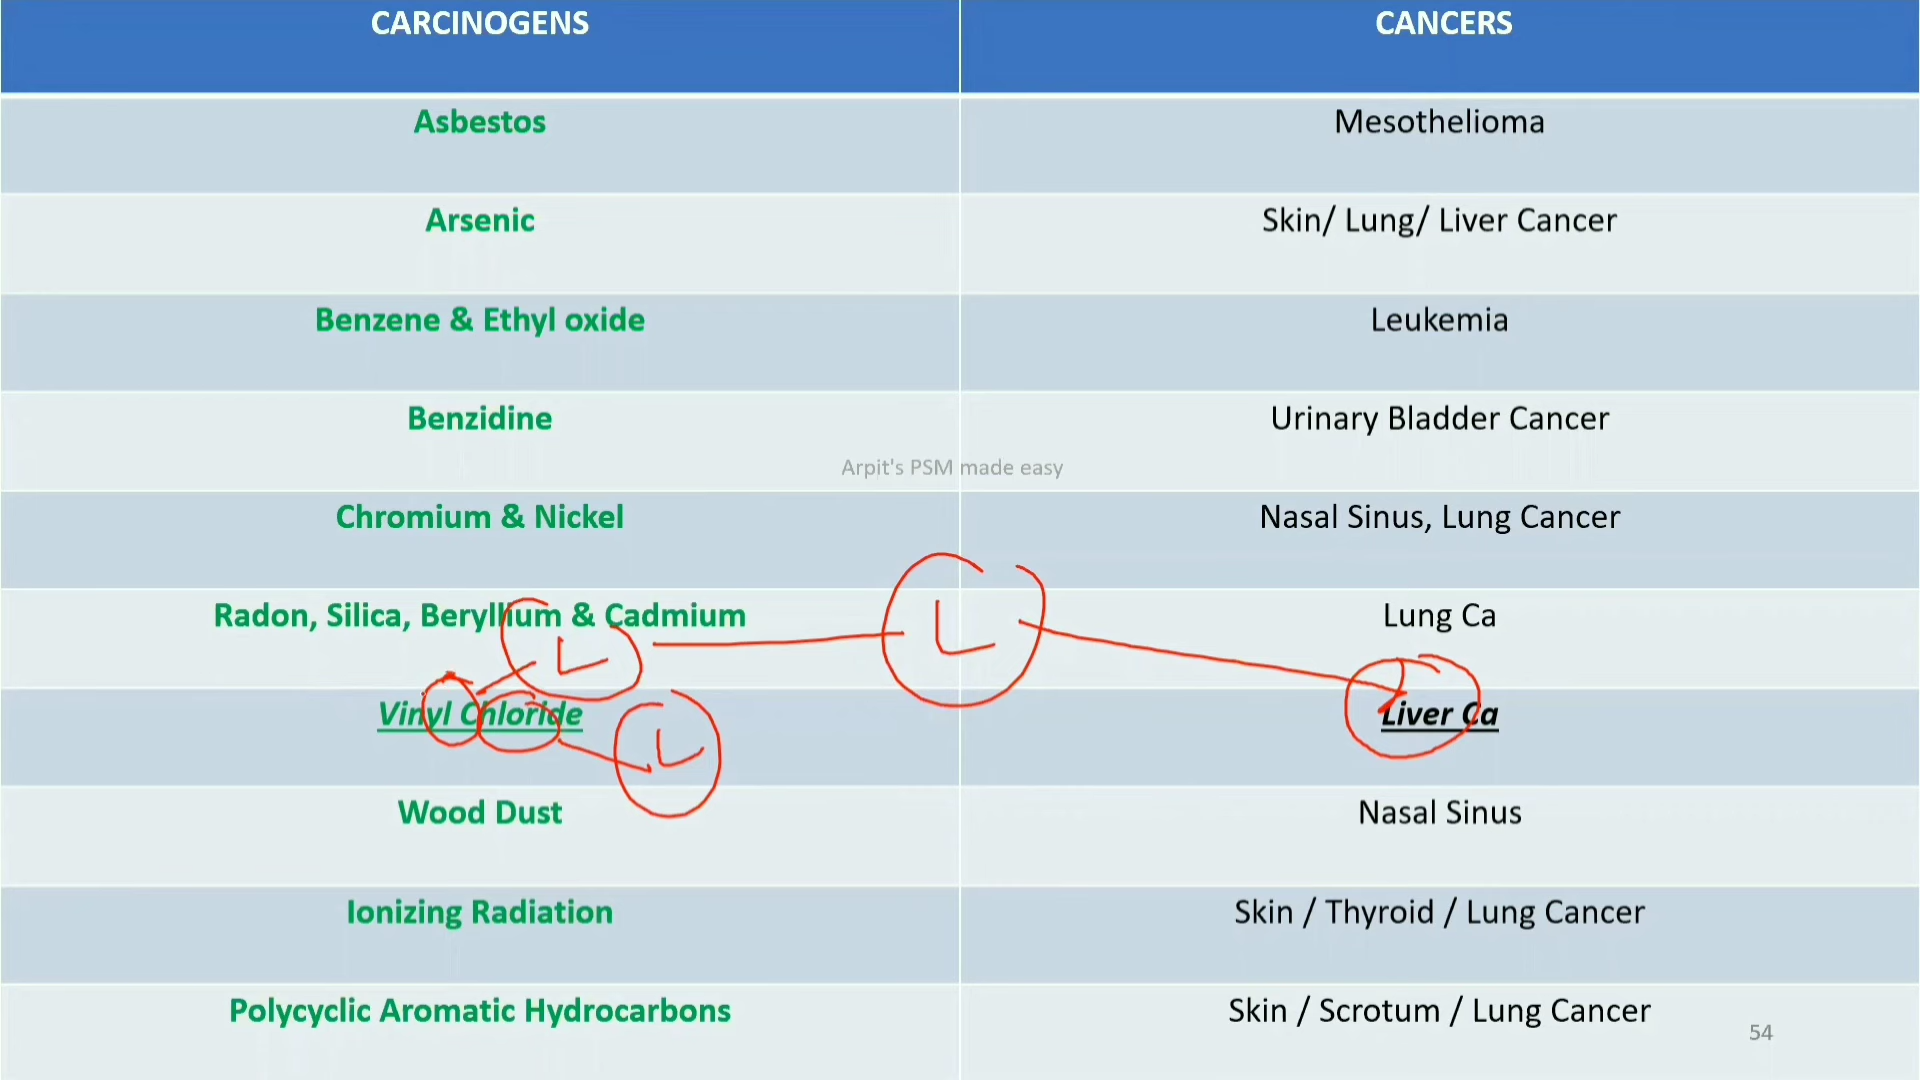 CARCINOGENS CANCERS
Asbestos Mesothelioma
Arsenic Skin/ Lung/ Liver Cancer
Benzene & Ethyl oxide Leukemia
Benzidine Urinary Bladder Cancer
Arpit's PSM made easy
Chromium & Nickel Nasal Sinus, Lung Cancer
Radon, Silica, Beryllium & Cadmium Lung Ca
L L
Vinyl Chloride Liver Ca
L
Wood Dust Nasal Sinus
Ionizing Radiation Skin / Thyroid / Lung Cancer
Polycyclic Aromatic Hydrocarbons Skin / Scrotum / Lung Cancer
54